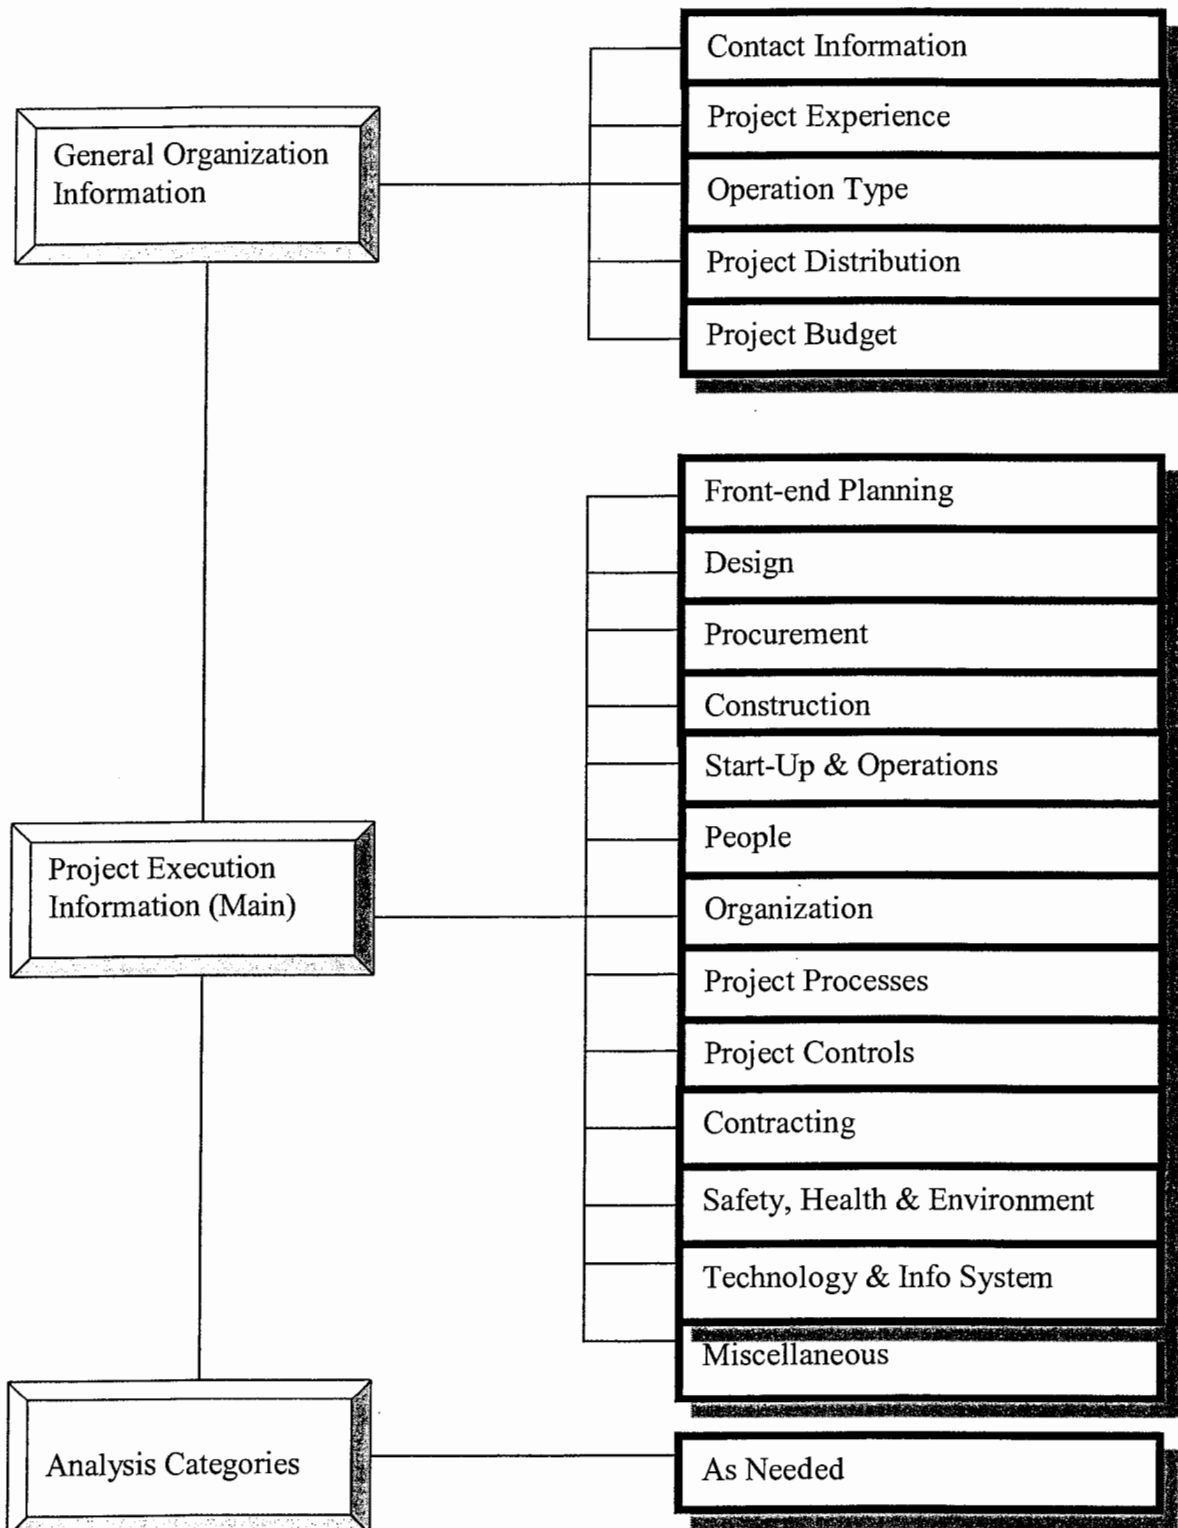 General Organization
Information
Contact Information
Project Experience
Operation Type
Project Distribution
Project Budget
Project Execution
Information (Main)
Front-end Planning
Design
Procurement
Construction
Start-Up & Operations
People
Organization
Project Processes
Project Controls
Contracting
Safety, Health & Environment
Technology & Info System
Miscellaneous
Analysis Categories
As Needed